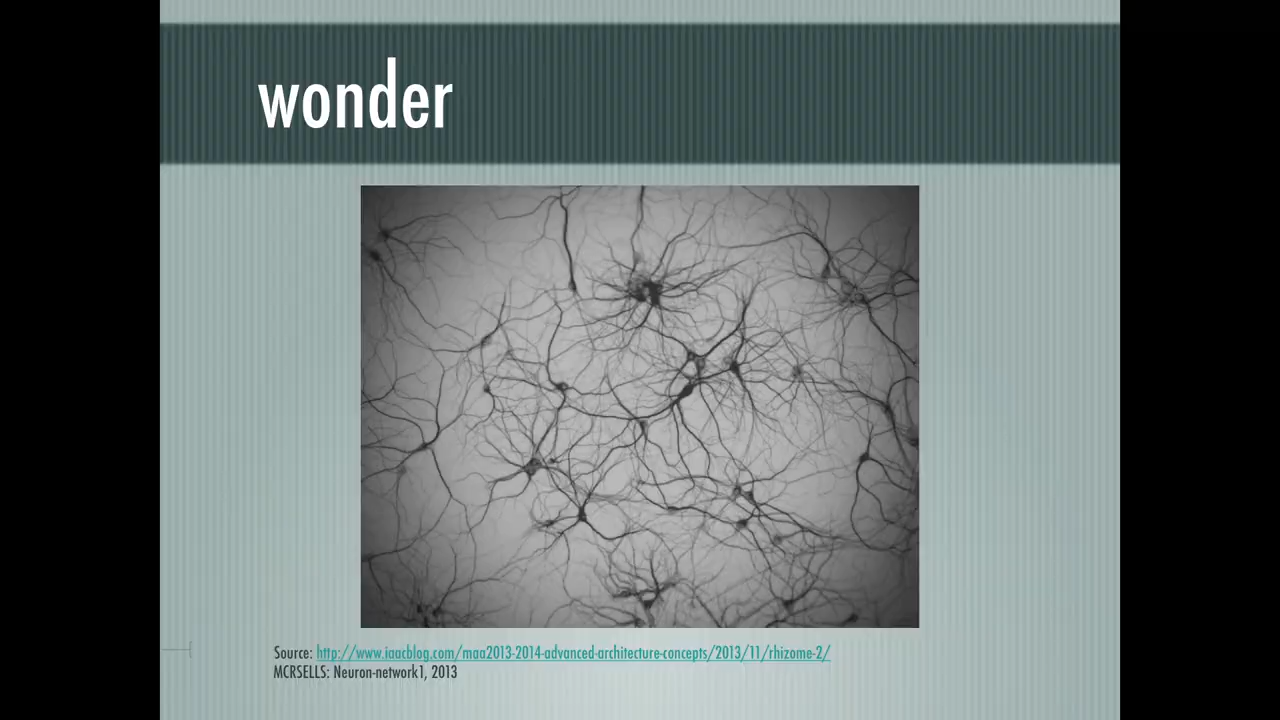 wonder
Source: http://www.iaacblog.com/maa2013-2014-advanced-architecture-concepts/2013/11/rhizome-2/
MCRSELLS: Neuron-network1, 2013